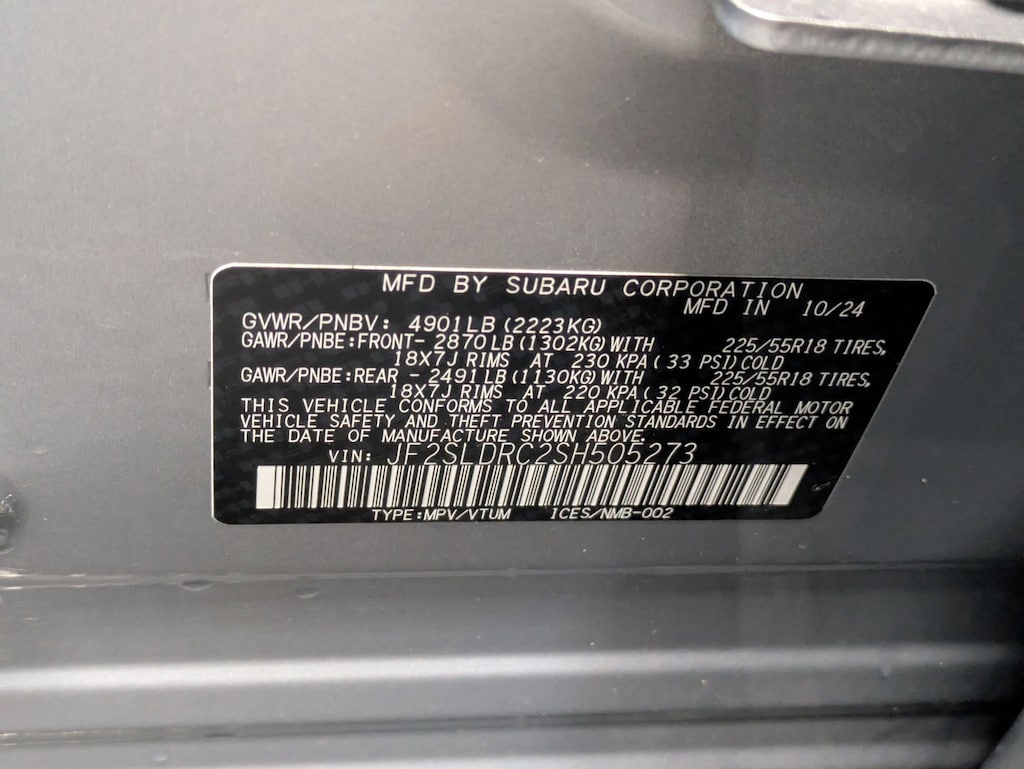 MFD BY SUBARU CORPORATION
MFD IN 10/24
GVWR/PNBV: 4901LB(2223KG)
GAWR/PNBE:FRONT- 2870LB(1302KG)WITH 225/55R18 TIRES,
18X7J RIMS AT 230 KPA( 33 PSI)COLD
GAWR/PNBE:REAR - 2491LB(1130KG)WITH 225/55R18 TIRES,
18X7J RIMS AT 220 KPA( 32 PSI)COLD
THIS VEHICLE CONFORMS TO ALL APPLICABLE FEDERAL MOTOR
VEHICLE SAFETY AND THEFT PREVENTION STANDARDS IN EFFECT ON
THE DATE OF MANUFACTURE SHOWN ABOVE.
VIN: JF2SLDRC2SH505273
TYPE:MPV/VTUM ICES/NMB-002